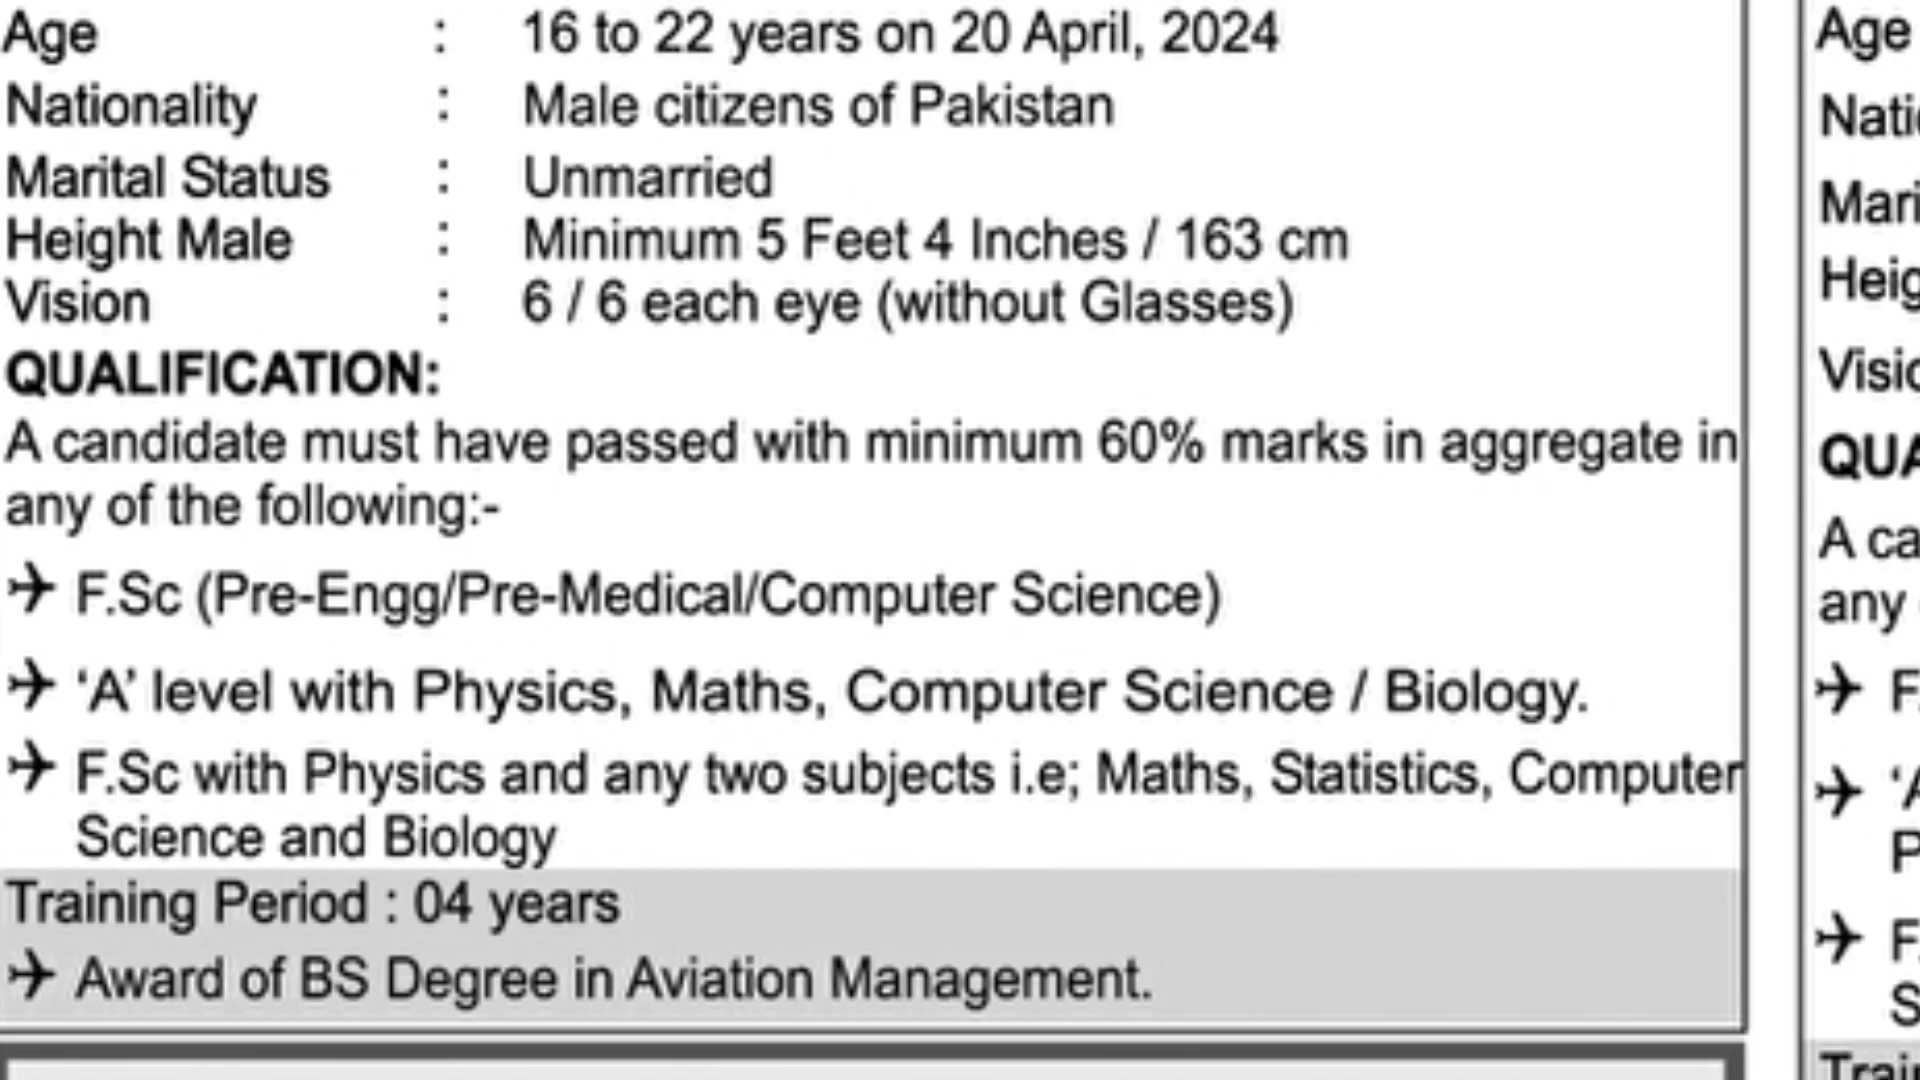 Age : 16 to 22 years on 20 April, 2024
Nationality : Male citizens of Pakistan
Marital Status : Unmarried
Height Male : Minimum 5 Feet 4 Inches / 163 cm
Vision : 6 / 6 each eye (without Glasses)
QUALIFICATION:
A candidate must have passed with minimum 60% marks in aggregate in
any of the following:-
✈ F.Sc (Pre-Engg/Pre-Medical/Computer Science)
✈ ‘A’ level with Physics, Maths, Computer Science / Biology.
✈ F.Sc with Physics and any two subjects i.e; Maths, Statistics, Computer
Science and Biology
Training Period : 04 years
✈ Award of BS Degree in Aviation Management.
Age
any